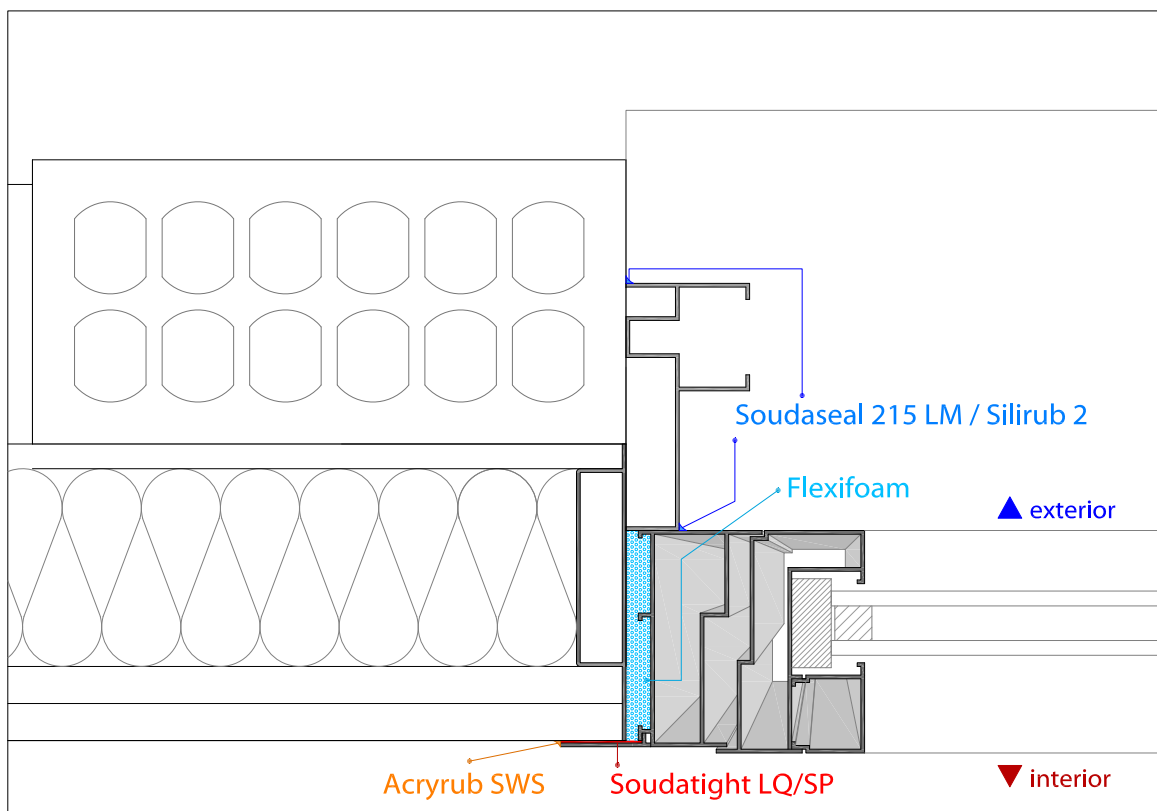 Soudaseal 215 LM / Silirub 2
Flexifoam
▲ exterior
Acryrub SWS
Soudatight LQ/SP
▼ interior